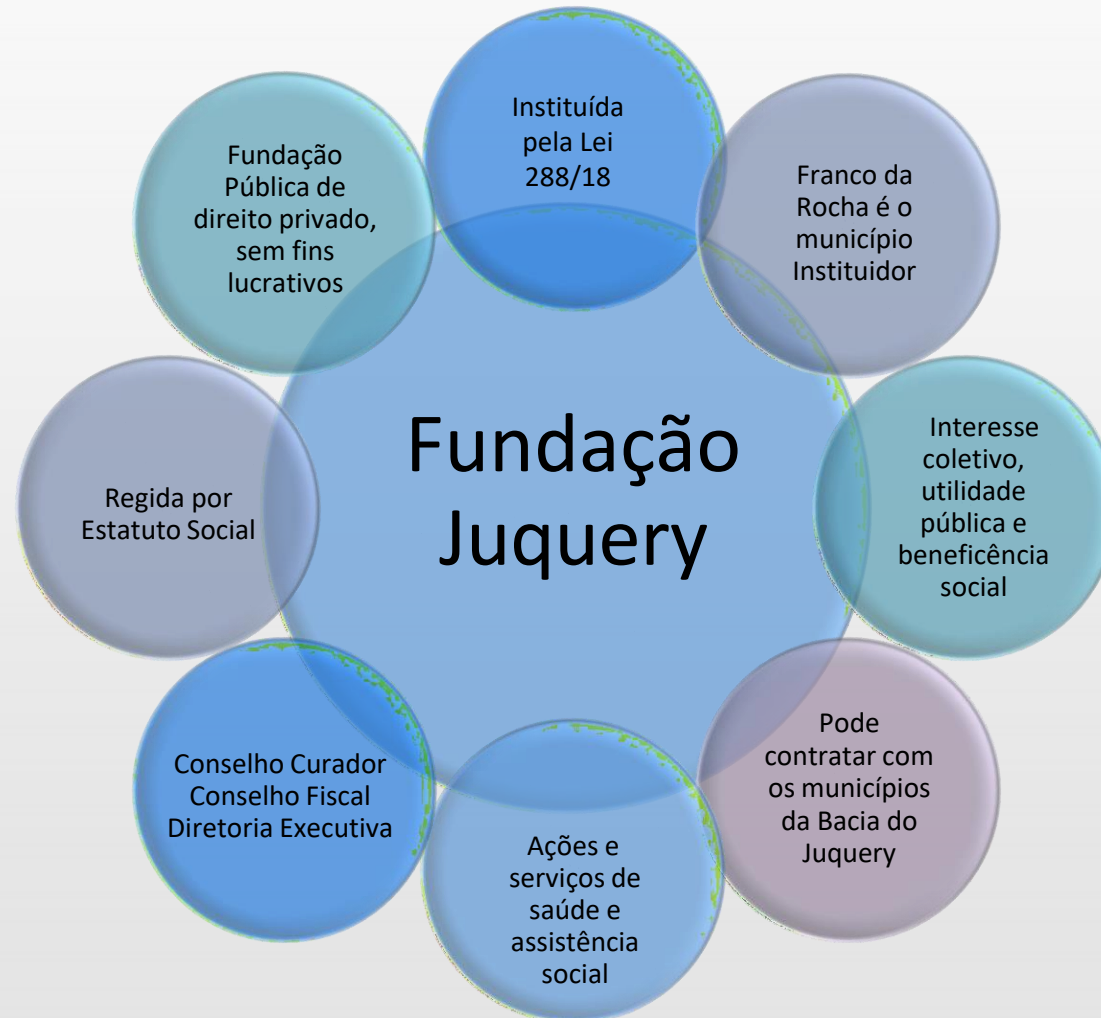 Fundação
Juquery
Instituída
pela Lei
288/18
Franco da
Rocha é o
município
Instituidor
Interesse
coletivo,
utilidade
pública e
beneficência
social
Pode
contratar com
os municípios
da Bacia do
Juquery
Ações e
serviços de
saúde e
assistência
social
Conselho Curador
Conselho Fiscal
Diretoria Executiva
Regida por
Estatuto Social
Fundação
Pública de
direito privado,
sem fins
lucrativos